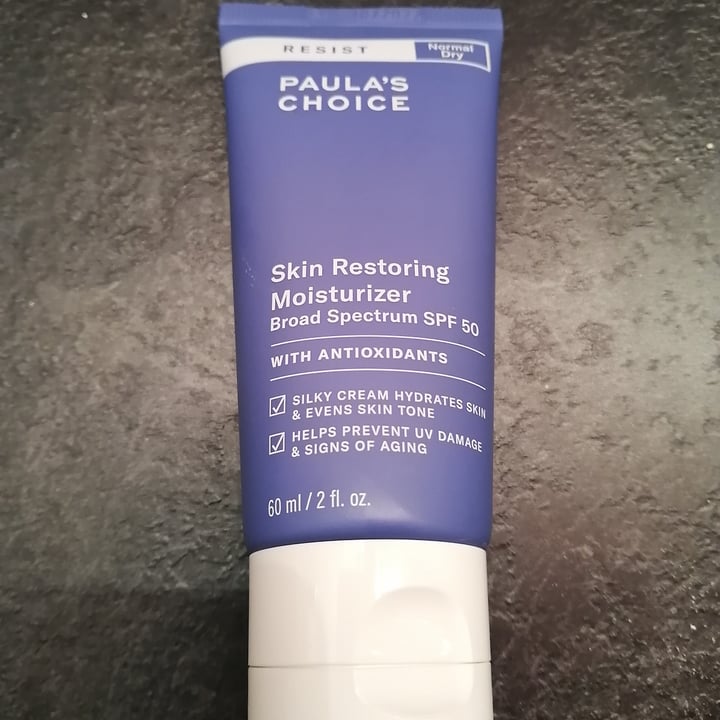 RESIST
Normal
Dry
PAULA'S
CHOICE
Skin Restoring
Moisturizer
Broad Spectrum SPF 50
WITH ANTIOXIDANTS
SILKY CREAM HYDRATES SKIN
& EVENS SKIN TONE
HELPS PREVENT UV DAMAGE
& SIGNS OF AGING
60 ml / 2 fl. oz.